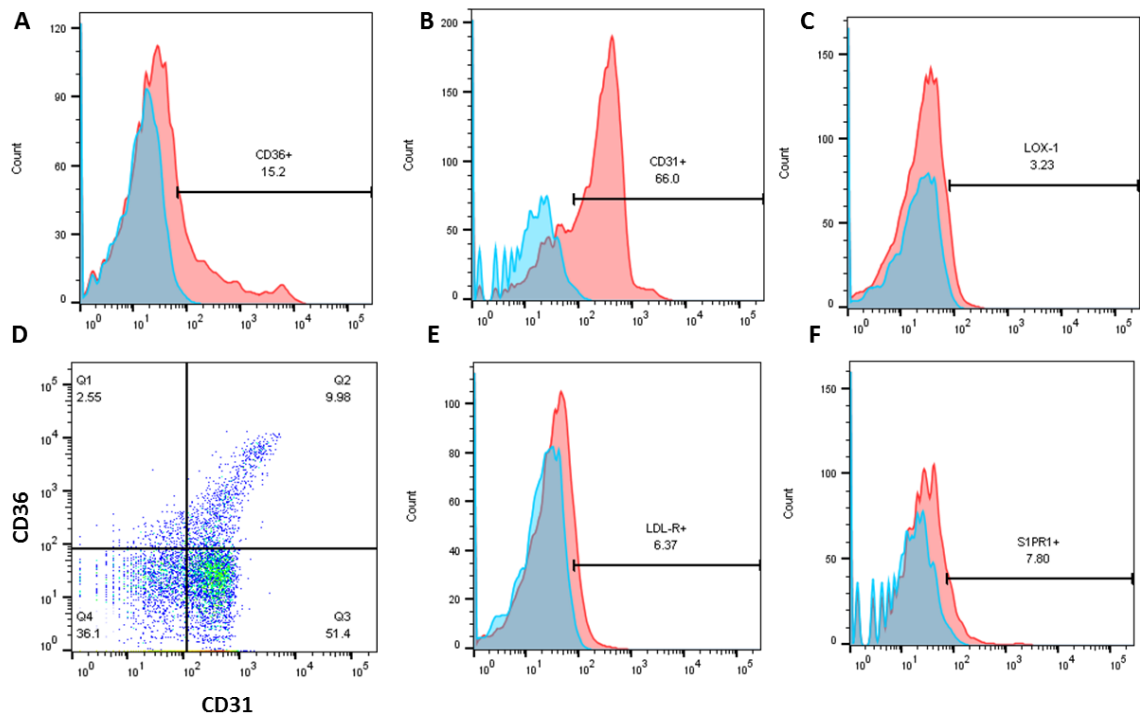 A
120
90
60
30
0
Count
CD36+
15.2
10^0 10^1 10^2 10^3 10^4 10^5
B
200
150
100
50
0
Count
CD31+
66.0
10^0 10^1 10^2 10^3 10^4 10^5
C
150
100
50
0
Count
LOX-1
3.23
10^0 10^1 10^2 10^3 10^4 10^5
D
10^5
10^4
10^3
10^2
10^1
10^0
CD36
Q1
2.55
Q2
9.98
Q4
36.1
Q3
51.4
10^0 10^1 10^2 10^3 10^4 10^5
CD31
E
100
80
60
40
20
0
Count
LDL-R+
6.37
10^0 10^1 10^2 10^3 10^4 10^5
F
150
100
50
0
Count
S1PR1+
7.80
10^0 10^1 10^2 10^3 10^4 10^5